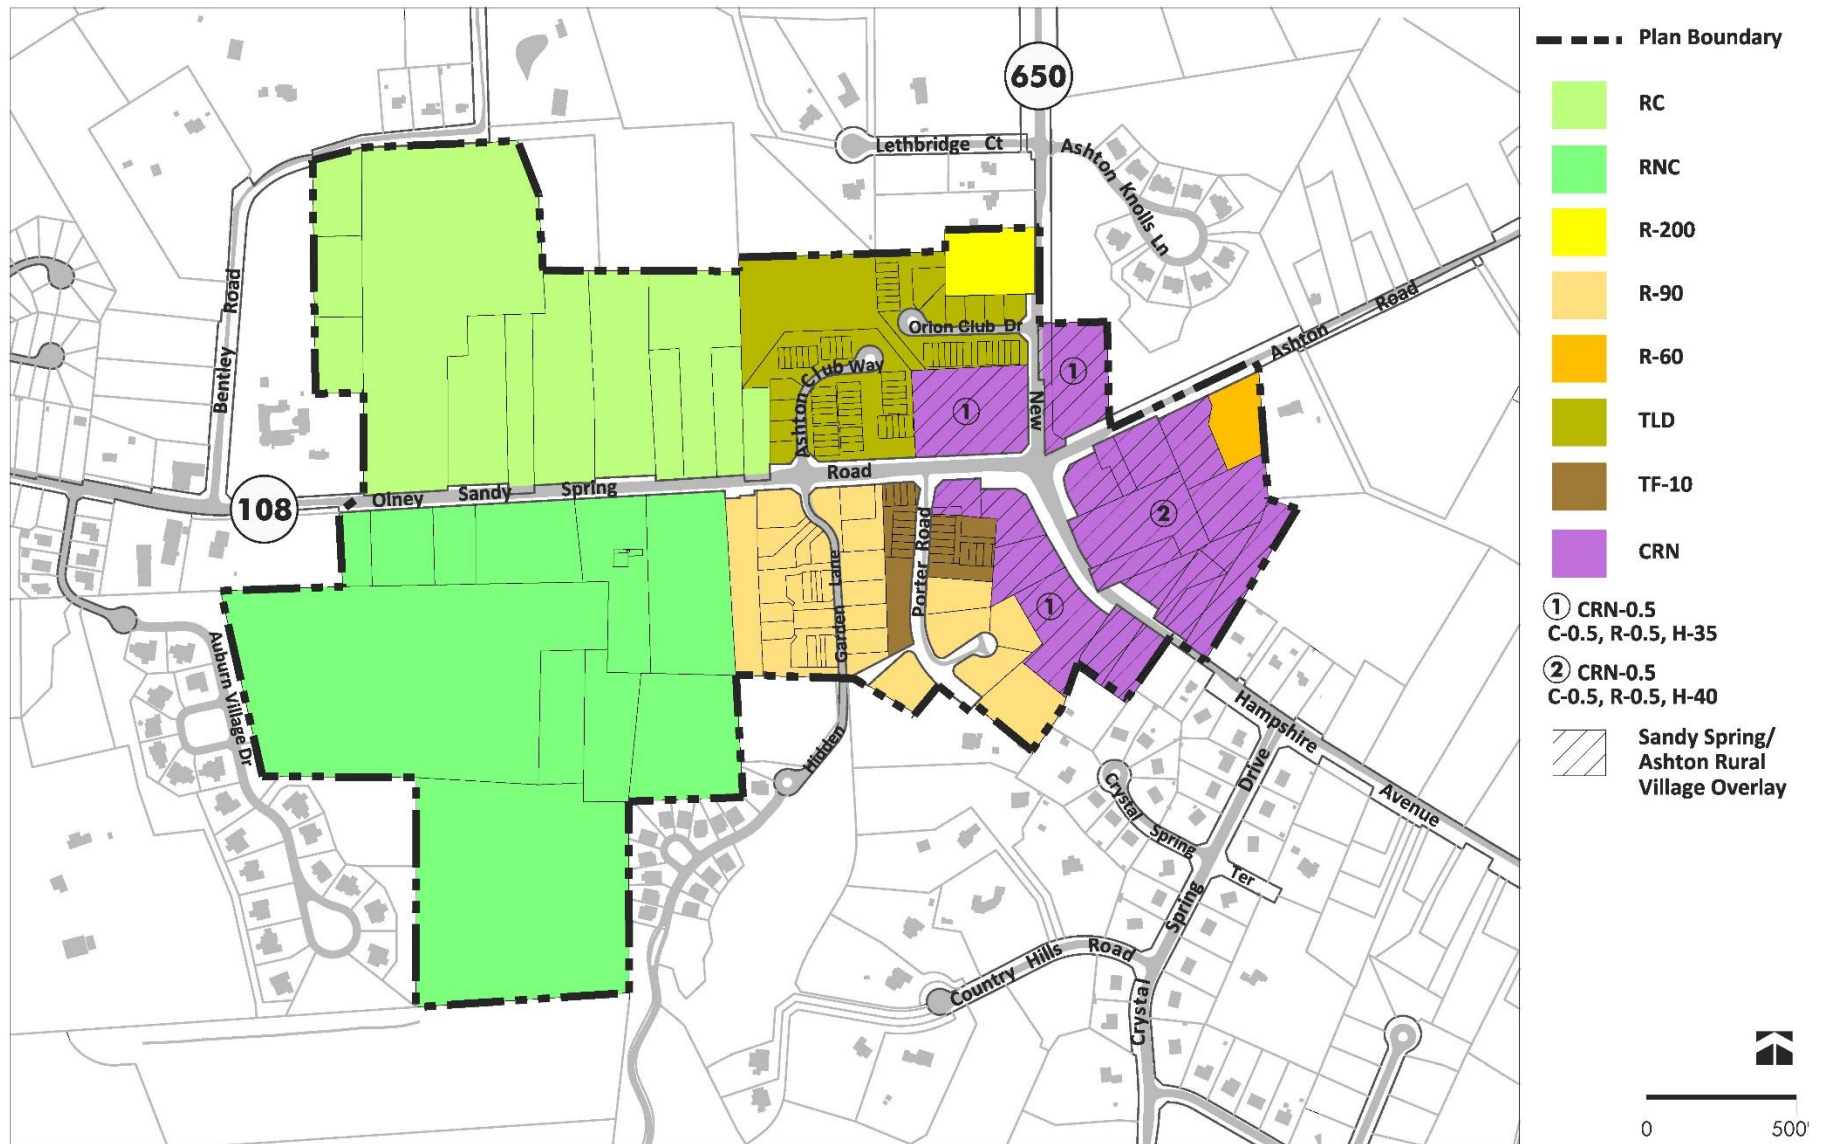 650
Lethbridge Ct
Ashton Knolls Ln
Bentley Road
Ashton Road
Orion Club Dr
Ashton Club Way
New
1
1
2
1
108
Olney Sandy Spring Road
Porter Road
Garden Lane
Hidden
Auburn Village Dr
Hampshire
Avenue
Crystal Spring
Ter
Crystal Spring Drive
Country Hills Road
Plan Boundary
RC
RNC
R-200
R-90
R-60
TLD
TF-10
CRN
1 CRN-0.5
C-0.5, R-0.5, H-35
2 CRN-0.5
C-0.5, R-0.5, H-40
Sandy Spring/
Ashton Rural
Village Overlay
0 500'